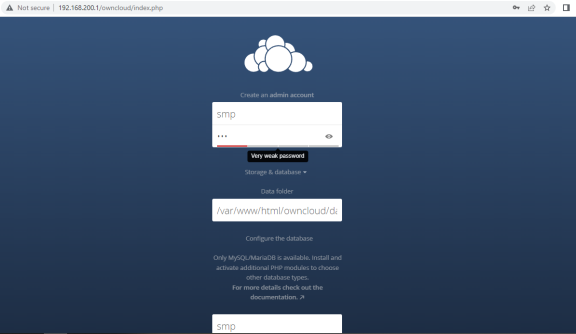 Not secure | 192.168.200.1/owncloud/index.php
Create an admin account
smp
•••
Very weak password
Storage & database
Data folder
/var/www/html/owncloud/da
Configure the database
Only MySQL/MariaDB is available. Install and
activate additional PHP modules to choose
other database types.
For more details check out the
documentation. ↗
smp